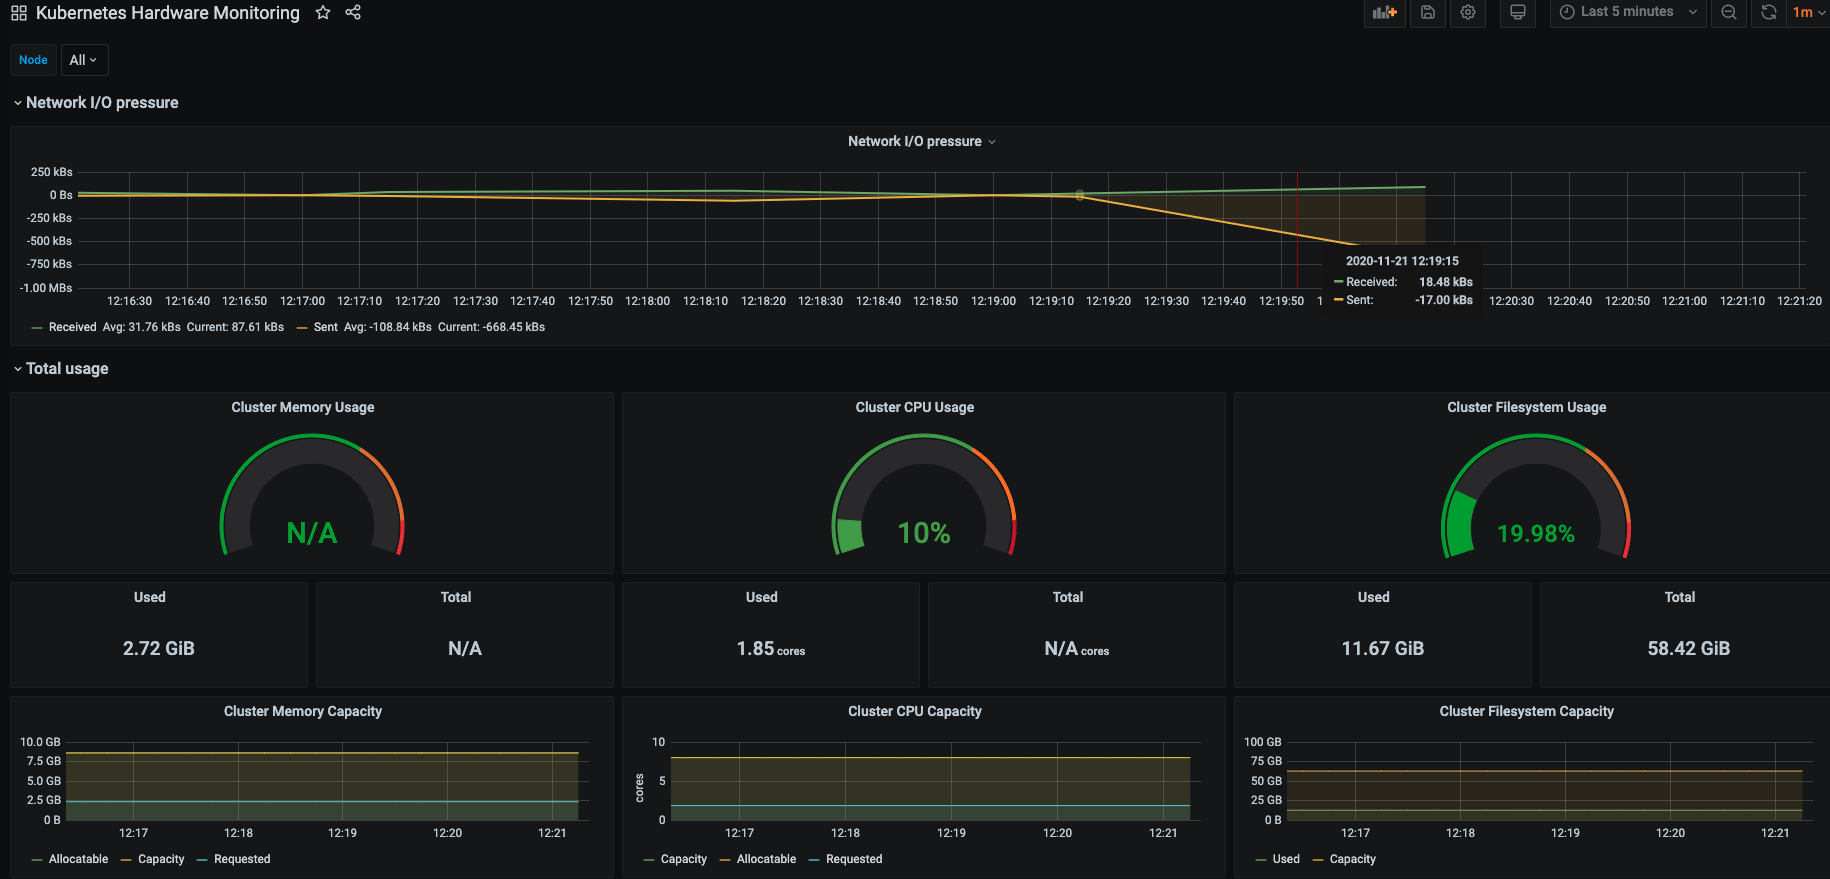 Kubernetes Hardware Monitoring
Last 5 minutes
1m
Node
All
Network I/O pressure
Network I/O pressure
250 kBs
0 Bs
-250 kBs
-500 kBs
-750 kBs
-1.00 MBs
12:16:30 12:16:40 12:16:50 12:17:00 12:17:10 12:17:20 12:17:30 12:17:40 12:17:50 12:18:00 12:18:10 12:18:20 12:18:30 12:18:40 12:18:50 12:19:00 12:19:10 12:19:20 12:19:30 12:19:40 12:19:50 12:20:30 12:20:40 12:20:50 12:21:00 12:21:10 12:21:20
2020-11-21 12:19:15
Received: 18.48 kBs
Sent: -17.00 kBs
Received Avg: 31.76 kBs Current: 87.61 kBs Sent Avg: -108.84 kBs Current: -668.45 kBs
Total usage
Cluster Memory Usage
N/A
Cluster CPU Usage
10%
Cluster Filesystem Usage
19.98%
Used
2.72 GiB
Total
N/A
Used
1.85 cores
Total
N/A cores
Used
11.67 GiB
Total
58.42 GiB
Cluster Memory Capacity
10.0 GB
7.5 GB
5.0 GB
2.5 GB
0 B
12:17 12:18 12:19 12:20 12:21
Allocatable Capacity Requested
Cluster CPU Capacity
cores
10
5
0
12:17 12:18 12:19 12:20 12:21
Capacity Allocatable Requested
Cluster Filesystem Capacity
100 GB
75 GB
50 GB
25 GB
0 B
12:17 12:18 12:19 12:20 12:21
Used Capacity